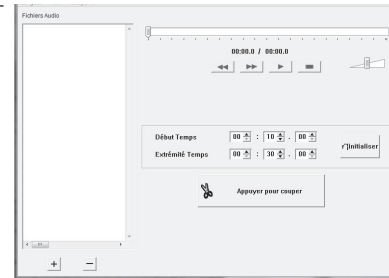 Fichiers Audio
00:00.0 / 00:00.0
Début Temps 00 : 10 . 00
Extrémité Temps 00 : 30 . 00
r']initialiser
Appuyer pour couper
+ −